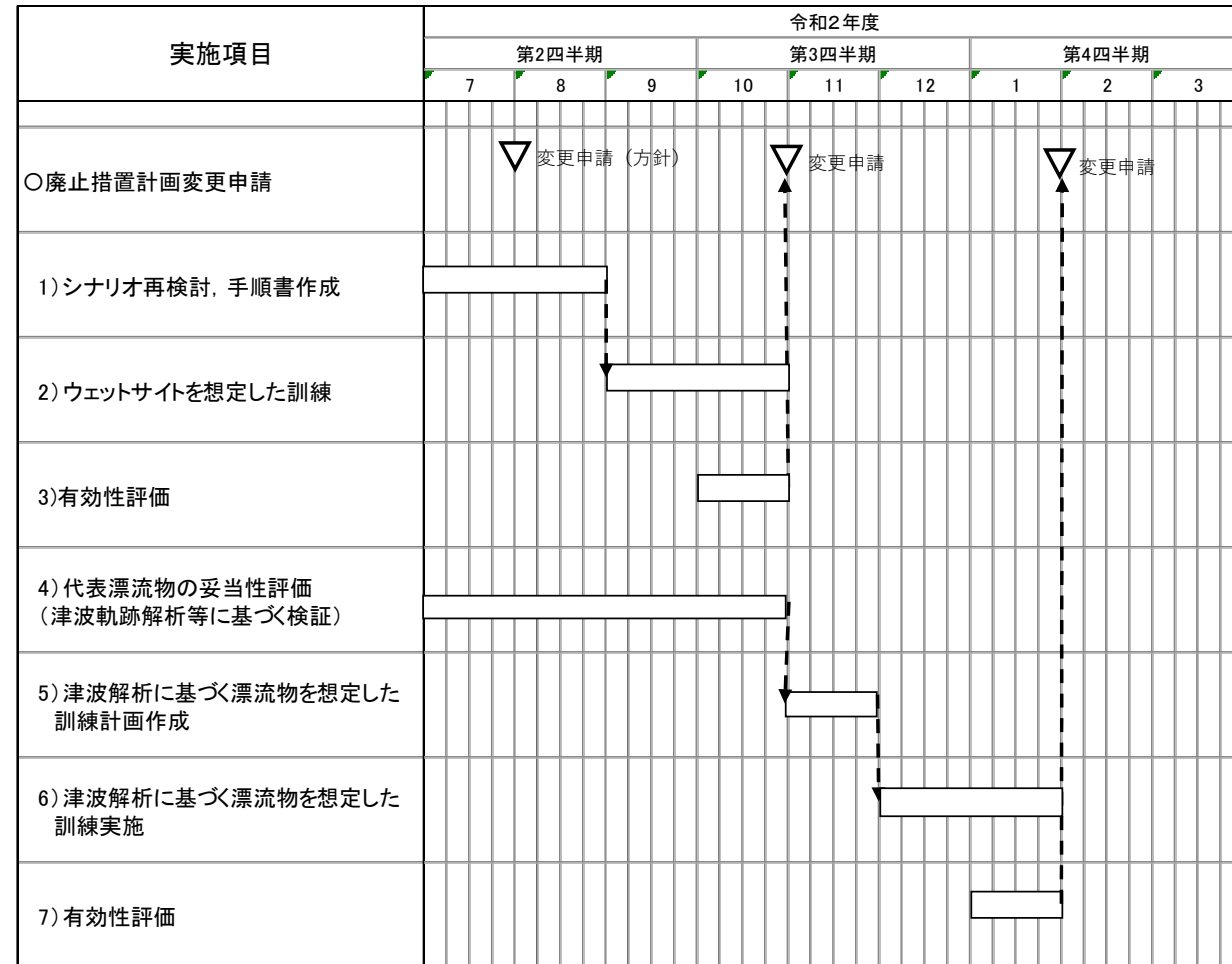 令和2年度
実施項目
第2四半期 第3四半期 第4四半期
7 8 9 10 11 12 1 2 3
変更申請（方針） 変更申請 変更申請
○廃止措置計画変更申請
1）シナリオ再検討，手順書作成
2）ウェットサイトを想定した訓練
3)有効性評価
4）代表漂流物の妥当性評価
（津波軌跡解析等に基づく検証）
5）津波解析に基づく漂流物を想定した
訓練計画作成
6）津波解析に基づく漂流物を想定した
訓練実施
7）有効性評価